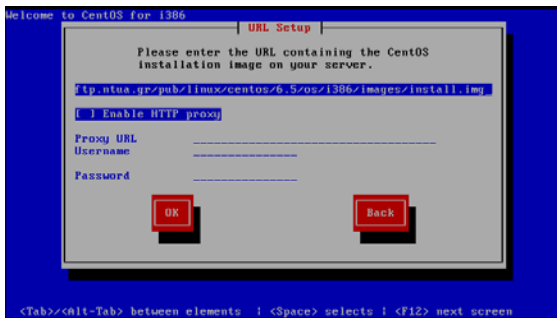 Welcome to CentOS for i386
URL Setup
Please enter the URL containing the CentOS
installation image on your server.
ftp.ntua.gr/pub/linux/centos/6.5/os/i386/images/install.img_
[ ] Enable HTTP proxy
Proxy URL
Username
Password
OK Back
<Tab>/<Alt-Tab> between elements | <Space> selects | <F12> next screen